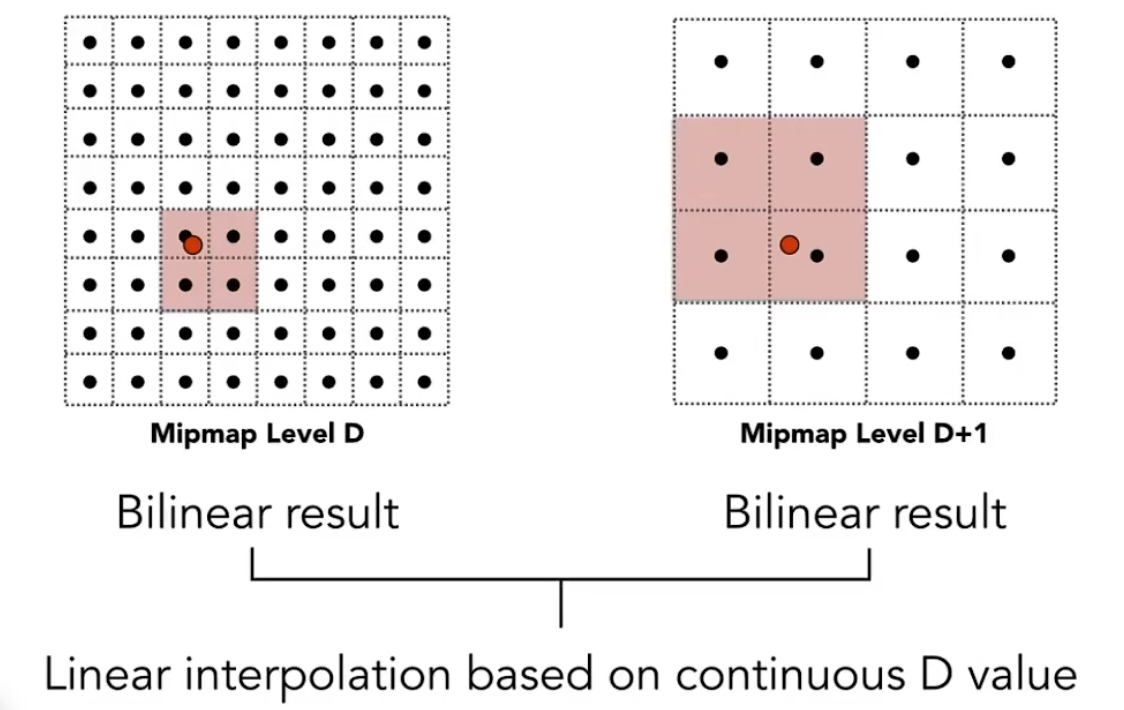 Mipmap Level D
Mipmap Level D+1
Bilinear result
Bilinear result
Linear interpolation based on continuous D value